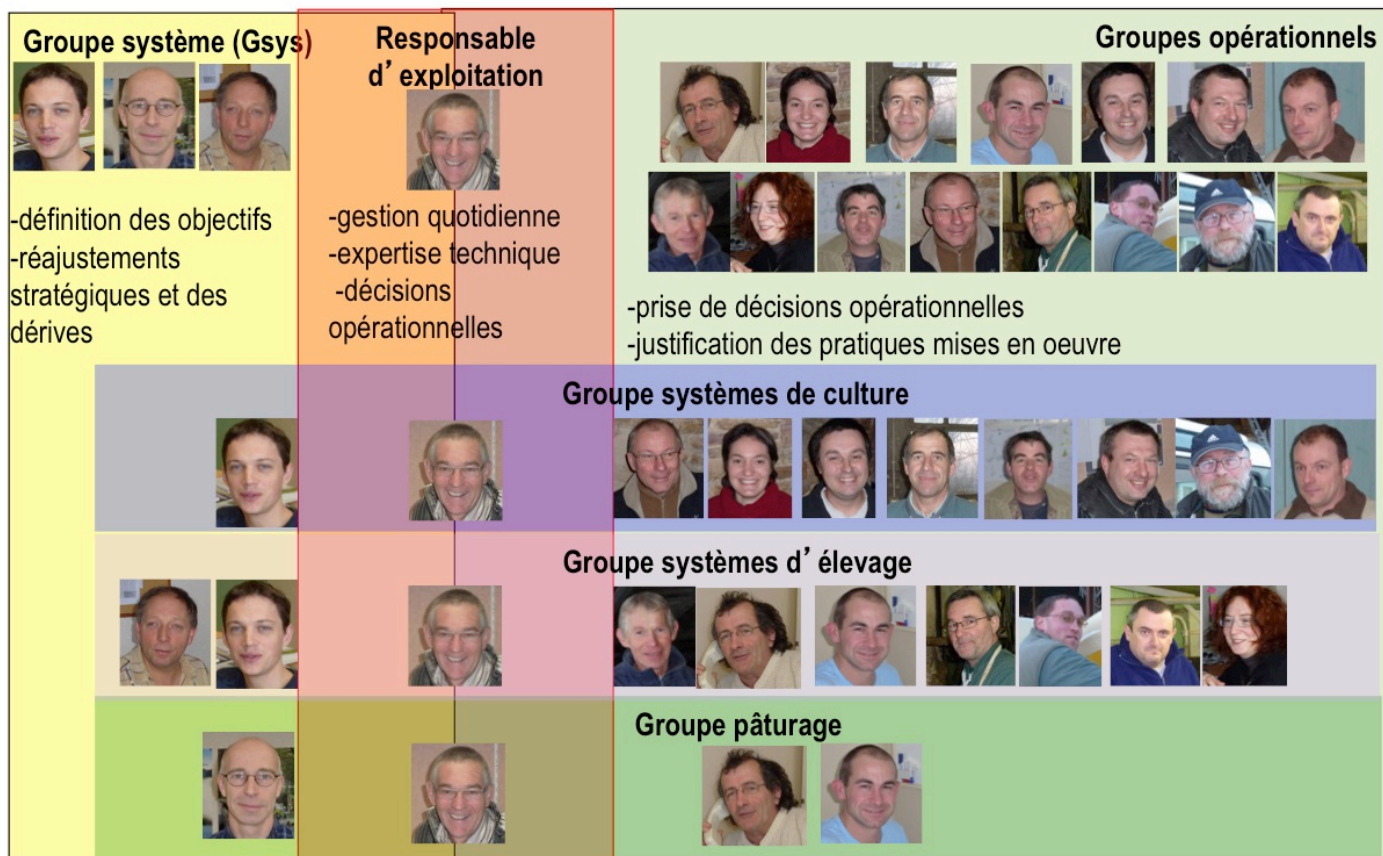 Groupe système (Gsys)
-définition des objectifs
-réajustements
stratégiques et des
dérives
Responsable
d’ exploitation
-gestion quotidienne
-expertise technique
-décisions
opérationnelles
Groupes opérationnels
-prise de décisions opérationnelles
-justification des pratiques mises en oeuvre
Groupe systèmes de culture
Groupe systèmes d’ élevage
Groupe pâturage